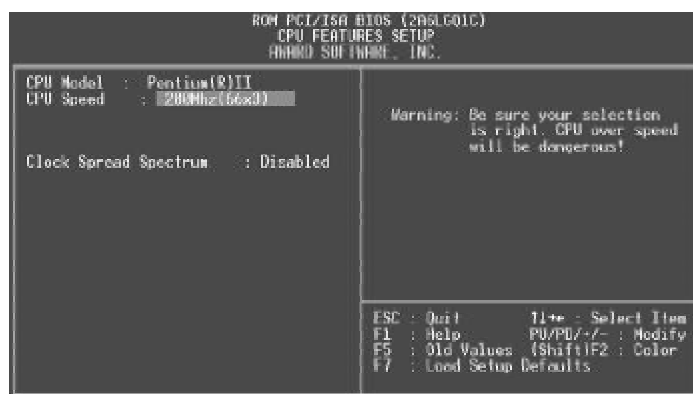 ROM PCI/ISA BIOS (2A6LGQ1C)
CPU FEATURES SETUP
AWARD SOFTWARE, INC.
CPU Model : Pentium(R)II
CPU Speed : 200Mhz(66x3)
Clock Spread Spectrum : Disabled
Warning: Be sure your selection
is right. CPU over speed
will be dangerous!
ESC : Quit ↑↓→← : Select Item
F1 : Help PU/PD/+/- : Modify
F5 : Old Values (Shift)F2 : Color
F7 : Load Setup Defaults